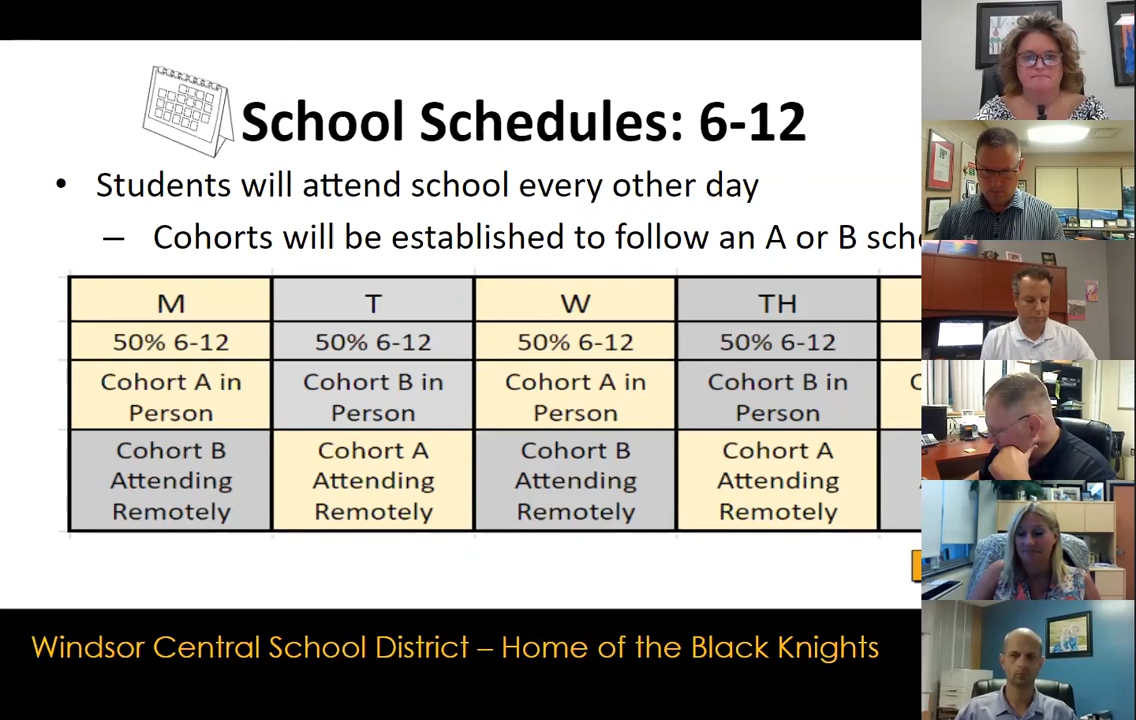 School Schedules: 6-12
• Students will attend school every other day
– Cohorts will be established to follow an A or B
M T W TH
50% 6-12 50% 6-12 50% 6-12 50% 6-12
Cohort A in Cohort B in Cohort A in Cohort B in
Person Person Person Person
Cohort B Cohort A Cohort B Cohort A
Attending Attending Attending Attending
Remotely Remotely Remotely Remotely
Windsor Central School District – Home of the Black Knights